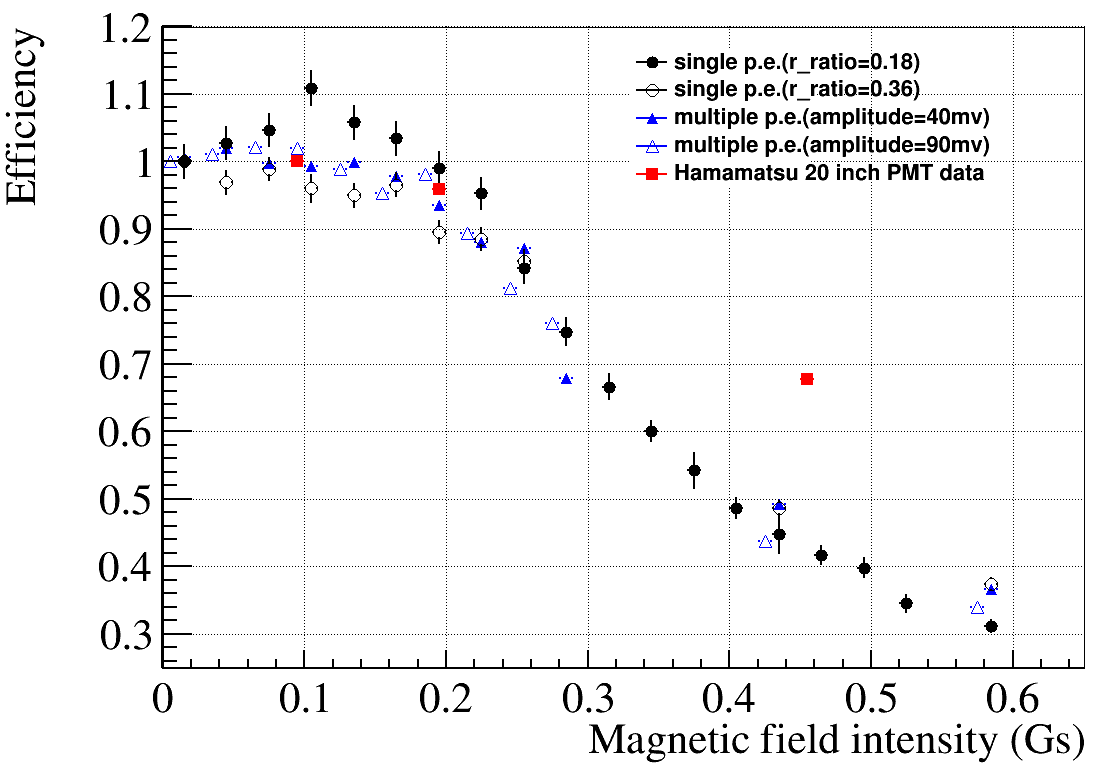 Efficiency
1.2
1.1
1
0.9
0.8
0.7
0.6
0.5
0.4
0.3
single p.e.(r_ratio=0.18)
single p.e.(r_ratio=0.36)
multiple p.e.(amplitude=40mv)
multiple p.e.(amplitude=90mv)
Hamamatsu 20 inch PMT data
0 0.1 0.2 0.3 0.4 0.5 0.6
Magnetic field intensity (Gs)